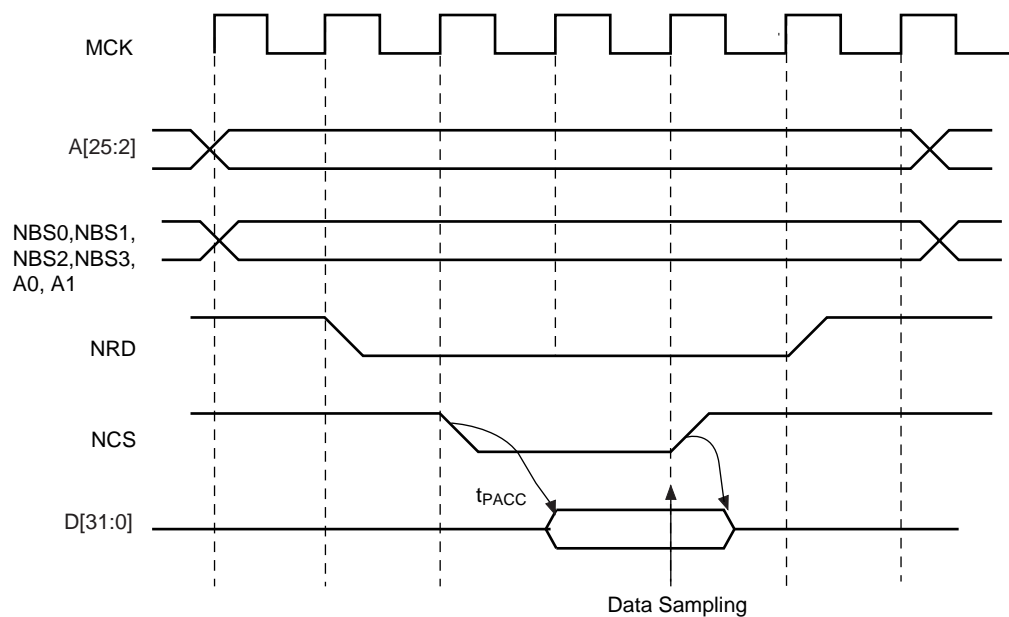 MCK
A[25:2]
NBS0,NBS1,
NBS2,NBS3,
A0, A1
NRD
NCS
tPACC
D[31:0]
Data Sampling